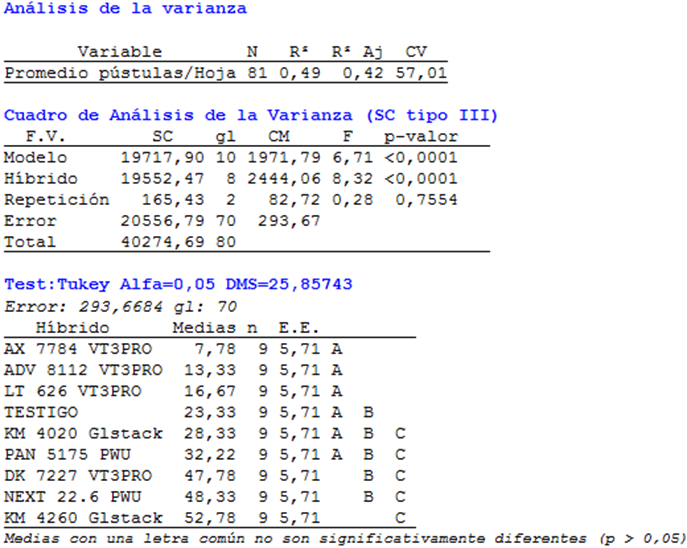 Análisis de la varianza
Variable N R² R² Aj CV
Promedio pústulas/Hoja 81 0,49 0,42 57,01
Cuadro de Análisis de la Varianza (SC tipo III)
F.V. SC gl CM F p-valor
Modelo 19717,90 10 1971,79 6,71 <0,0001
Híbrido 19552,47 8 2444,06 8,32 <0,0001
Repetición 165,43 2 82,72 0,28 0,7554
Error 20556,79 70 293,67
Total 40274,69 80
Test:Tukey Alfa=0,05 DMS=25,85743
Error: 293,6684 gl: 70
Híbrido Medias n E.E.
AX 7784 VT3PRO 7,78 9 5,71 A
ADV 8112 VT3PRO 13,33 9 5,71 A
LT 626 VT3PRO 16,67 9 5,71 A
TESTIGO 23,33 9 5,71 A B
KM 4020 Glstack 28,33 9 5,71 A B C
PAN 5175 PWU 32,22 9 5,71 A B C
DK 7227 VT3PRO 47,78 9 5,71 B C
NEXT 22.6 PWU 48,33 9 5,71 B C
KM 4260 Glstack 52,78 9 5,71 C
Medias con una letra común no son significativamente diferentes (p > 0,05)